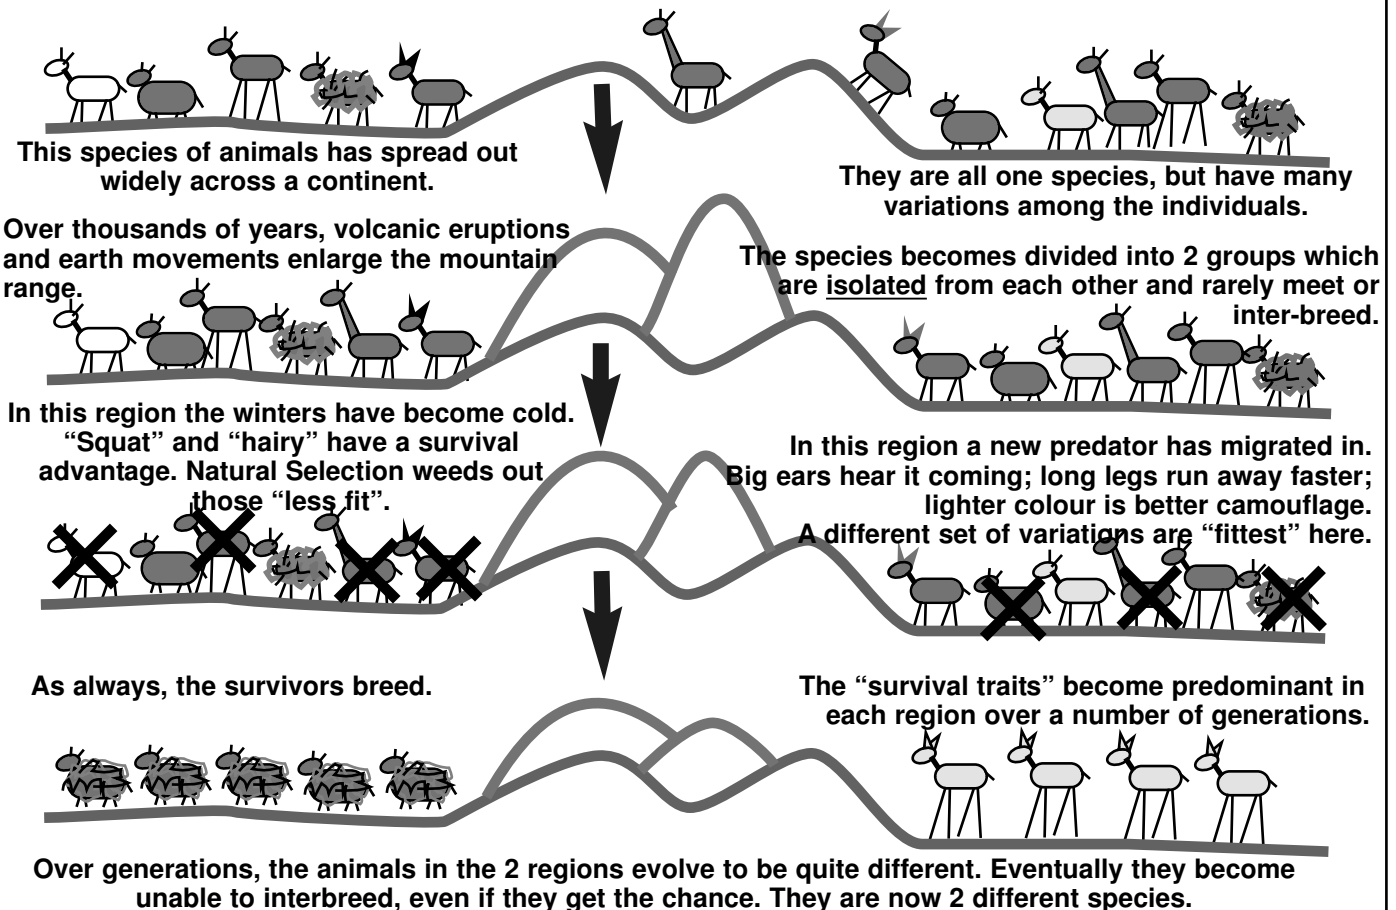 This species of animals has spread out
widely across a continent.
They are all one species, but have many
variations among the individuals.
Over thousands of years, volcanic eruptions
and earth movements enlarge the mountain
range.
The species becomes divided into 2 groups which
are isolated from each other and rarely meet or
inter-breed.
In this region the winters have become cold.
“Squat” and “hairy” have a survival
advantage. Natural Selection weeds out
those “less fit”.
In this region a new predator has migrated in.
Big ears hear it coming; long legs run away faster;
lighter colour is better camouflage.
A different set of variations are “fittest” here.
As always, the survivors breed.
The “survival traits” become predominant in
each region over a number of generations.
Over generations, the animals in the 2 regions evolve to be quite different. Eventually they become
unable to interbreed, even if they get the chance. They are now 2 different species.